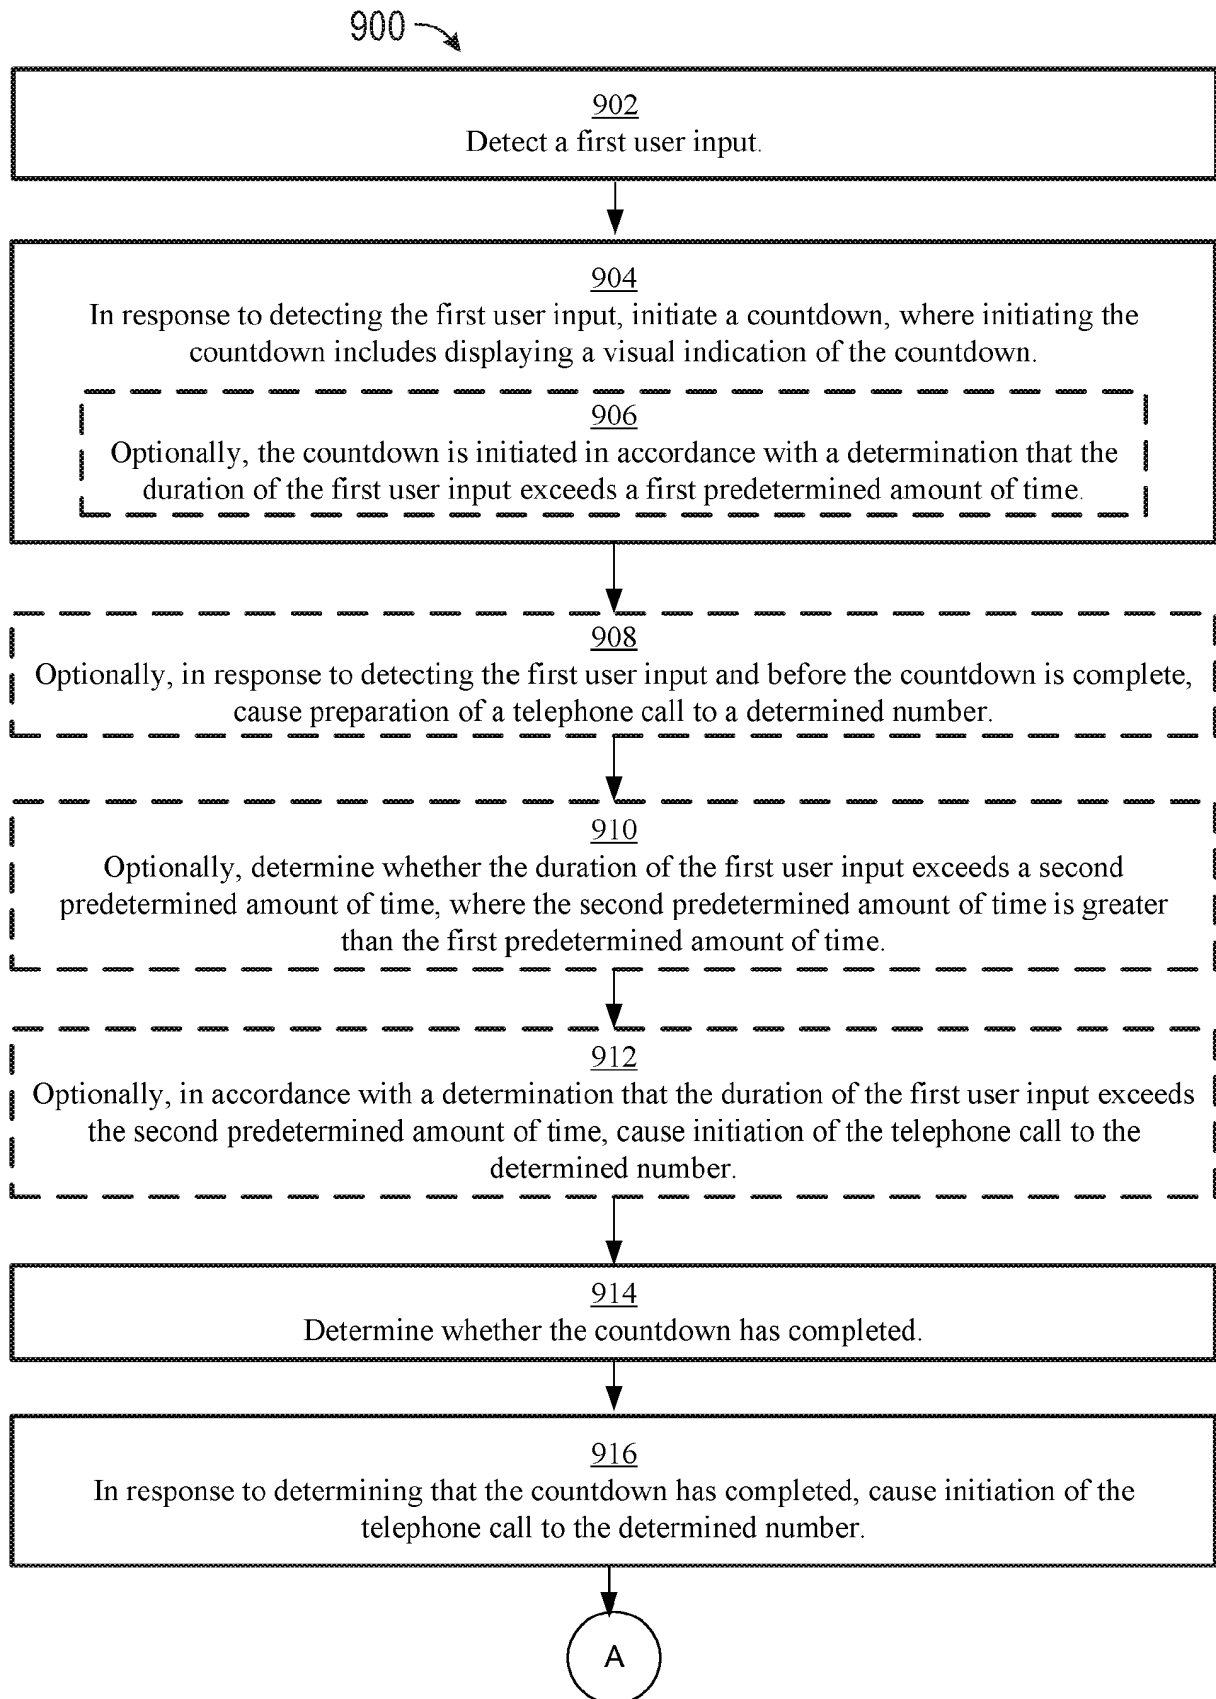 900
902
Detect a first user input.
904
In response to detecting the first user input, initiate a countdown, where initiating the
countdown includes displaying a visual indication of the countdown.
906
Optionally, the countdown is initiated in accordance with a determination that the
duration of the first user input exceeds a first predetermined amount of time.
908
Optionally, in response to detecting the first user input and before the countdown is complete,
cause preparation of a telephone call to a determined number.
910
Optionally, determine whether the duration of the first user input exceeds a second
predetermined amount of time, where the second predetermined amount of time is greater
than the first predetermined amount of time.
912
Optionally, in accordance with a determination that the duration of the first user input exceeds
the second predetermined amount of time, cause initiation of the telephone call to the
determined number.
914
Determine whether the countdown has completed.
916
In response to determining that the countdown has completed, cause initiation of the
telephone call to the determined number.
A